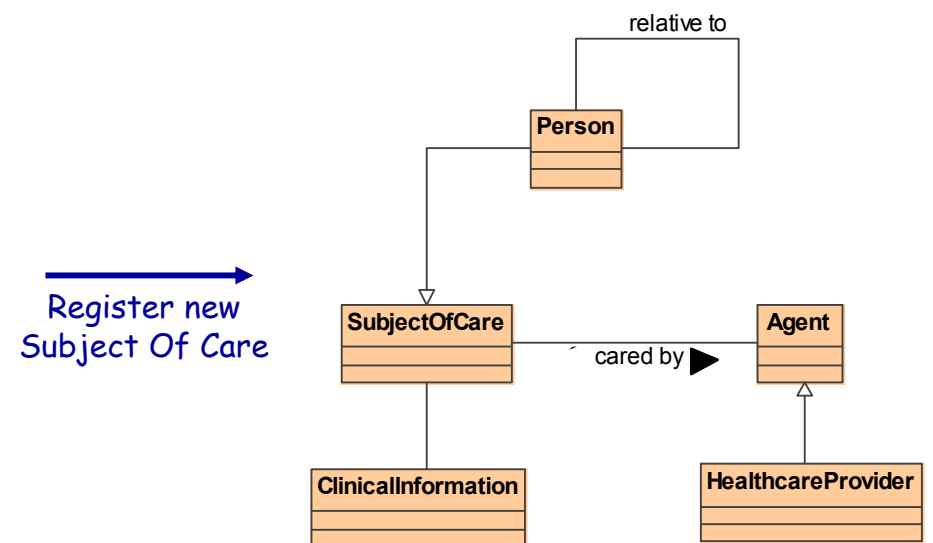 relative to
Person
Register new
Subject Of Care
SubjectOfCare
Agent
´ cared by
ClinicalInformation
HealthcareProvider